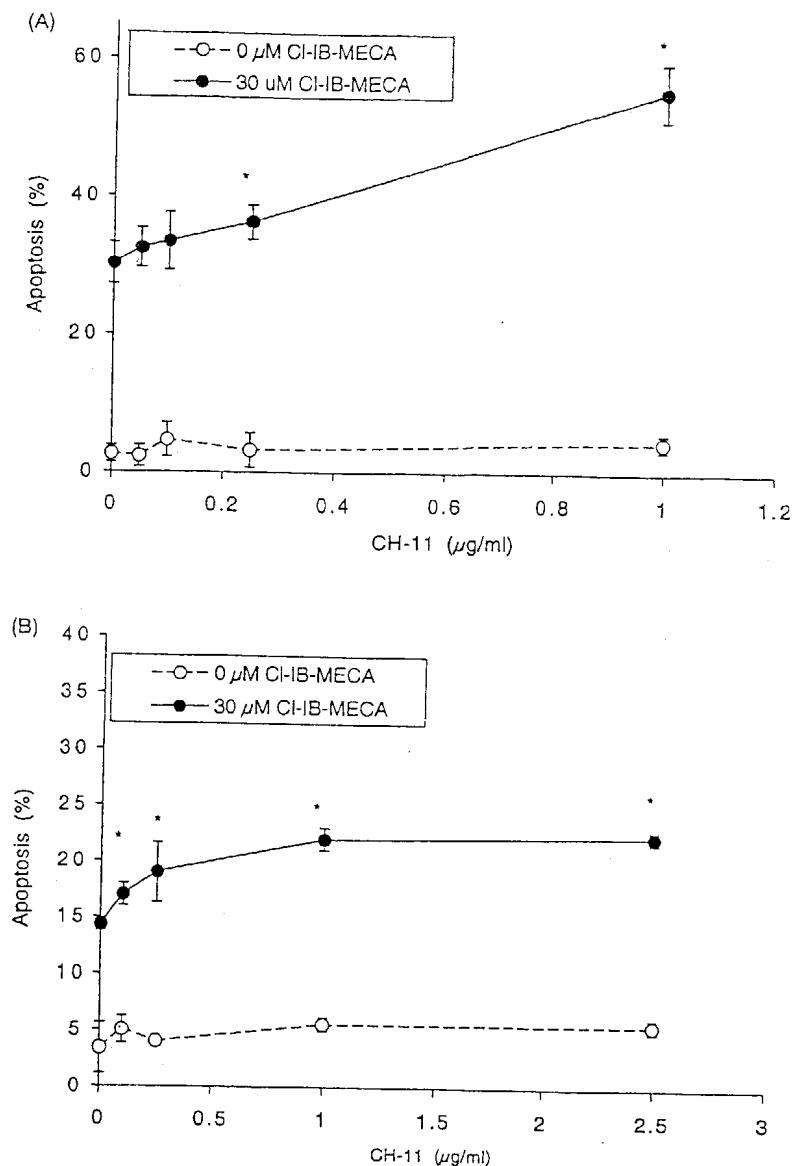 (A)
60
40
20
0
Apoptosis (%)
0 μM Cl-IB-MECA
30 uM Cl-IB-MECA
*
*
0 0.2 0.4 0.6 0.8 1 1.2
CH-11 (μg/ml)
(B)
40
35
30
25
20
15
10
5
0
Apoptosis (%)
0 μM Cl-IB-MECA
30 μM Cl-IB-MECA
*
*
*
*
0 0.5 1 1.5 2 2.5 3
CH-11 (μg/ml)